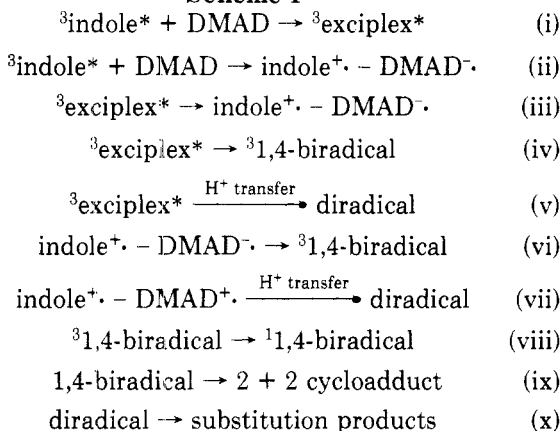 Scheme I
³indole* + DMAD → ³exciplex* (i)
³indole* + DMAD → indole⁺· – DMAD⁻· (ii)
³exciplex* → indole⁺· – DMAD⁻· (iii)
³exciplex* → ³1,4-biradical (iv)
³exciplex* —H⁺ transfer→ diradical (v)
indole⁺· – DMAD⁻· → ³1,4-biradical (vi)
indole⁺· – DMAD⁺· —H⁺ transfer→ diradical (vii)
³1,4-biradical → ¹1,4-biradical (viii)
1,4-biradical → 2 + 2 cycloadduct (ix)
diradical → substitution products (x)